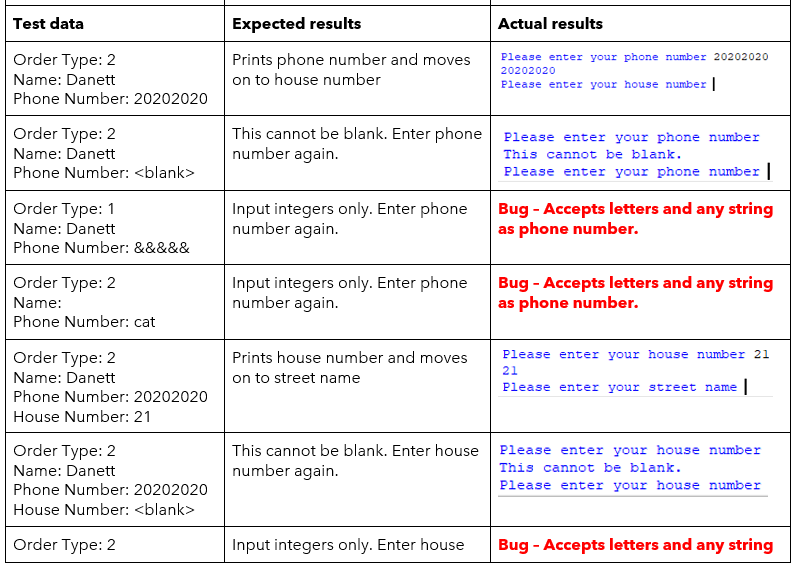 Test data
Expected results
Actual results
Order Type: 2
Name: Danett
Phone Number: 20202020
Prints phone number and moves
on to house number
Please enter your phone number 20202020
20202020
Please enter your house number
Order Type: 2
Name: Danett
Phone Number: <blank>
This cannot be blank. Enter phone
number again.
Please enter your phone number
This cannot be blank.
Please enter your phone number
Order Type: 1
Name: Danett
Phone Number: &&&&&
Input integers only. Enter phone
number again.
Bug – Accepts letters and any string
as phone number.
Order Type: 2
Name:
Phone Number: cat
Input integers only. Enter phone
number again.
Bug – Accepts letters and any string
as phone number.
Order Type: 2
Name: Danett
Phone Number: 20202020
House Number: 21
Prints house number and moves
on to street name
Please enter your house number 21
21
Please enter your street name
Order Type: 2
Name: Danett
Phone Number: 20202020
House Number: <blank>
This cannot be blank. Enter house
number again.
Please enter your house number
This cannot be blank.
Please enter your house number
Order Type: 2
Input integers only. Enter house
Bug – Accepts letters and any string